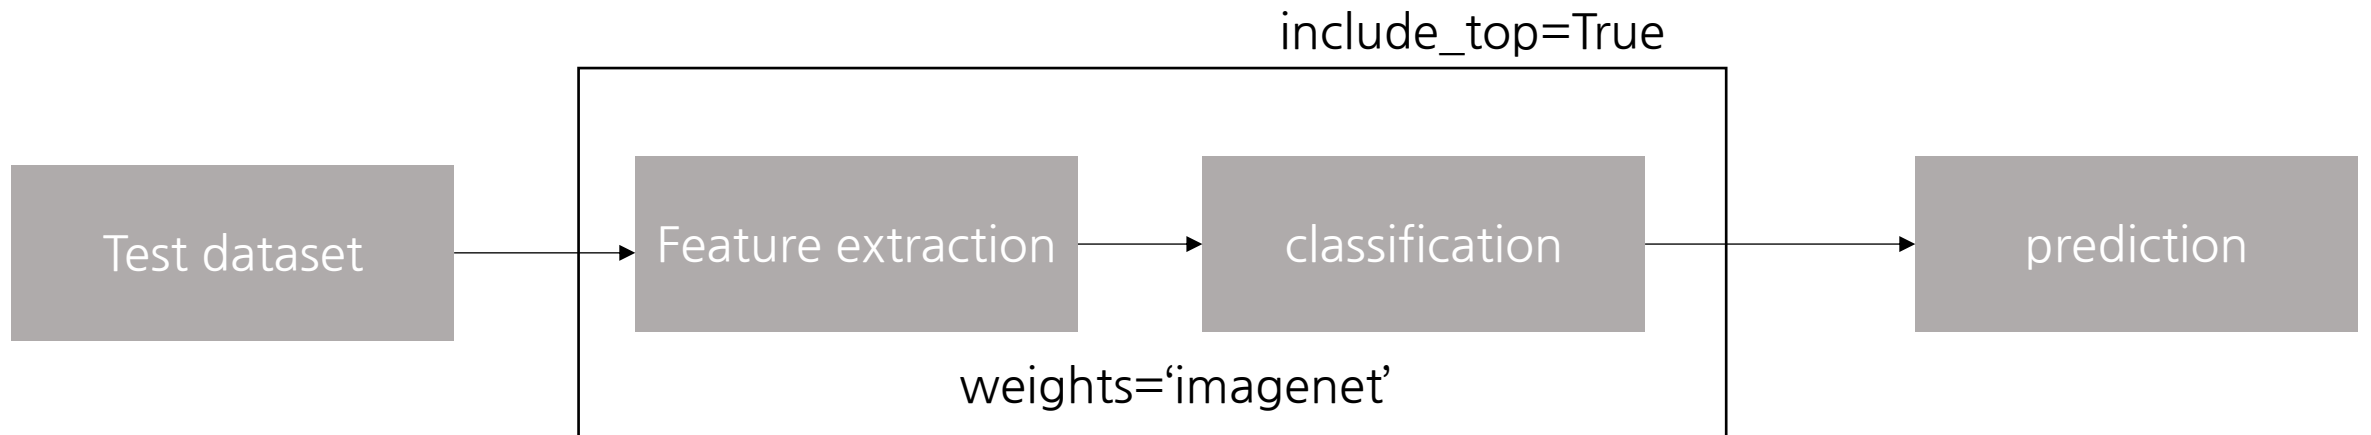 include_top=True
Test dataset
Feature extraction
classification
prediction
weights=‘imagenet’